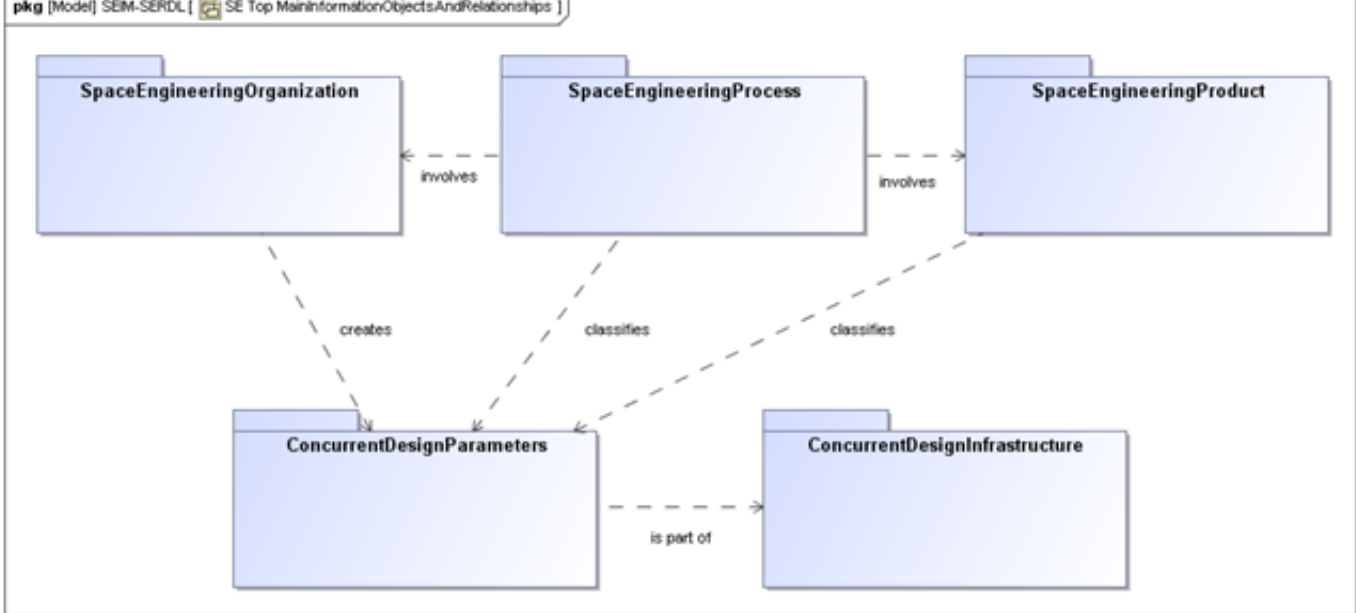 pkg [Model] SEIM-SERDL [ SE Top MainInformationObjectsAndRelationships ]
SpaceEngineeringOrganization
SpaceEngineeringProcess
SpaceEngineeringProduct
involves
involves
creates
classifies
classifies
ConcurrentDesignParameters
ConcurrentDesignInfrastructure
is part of